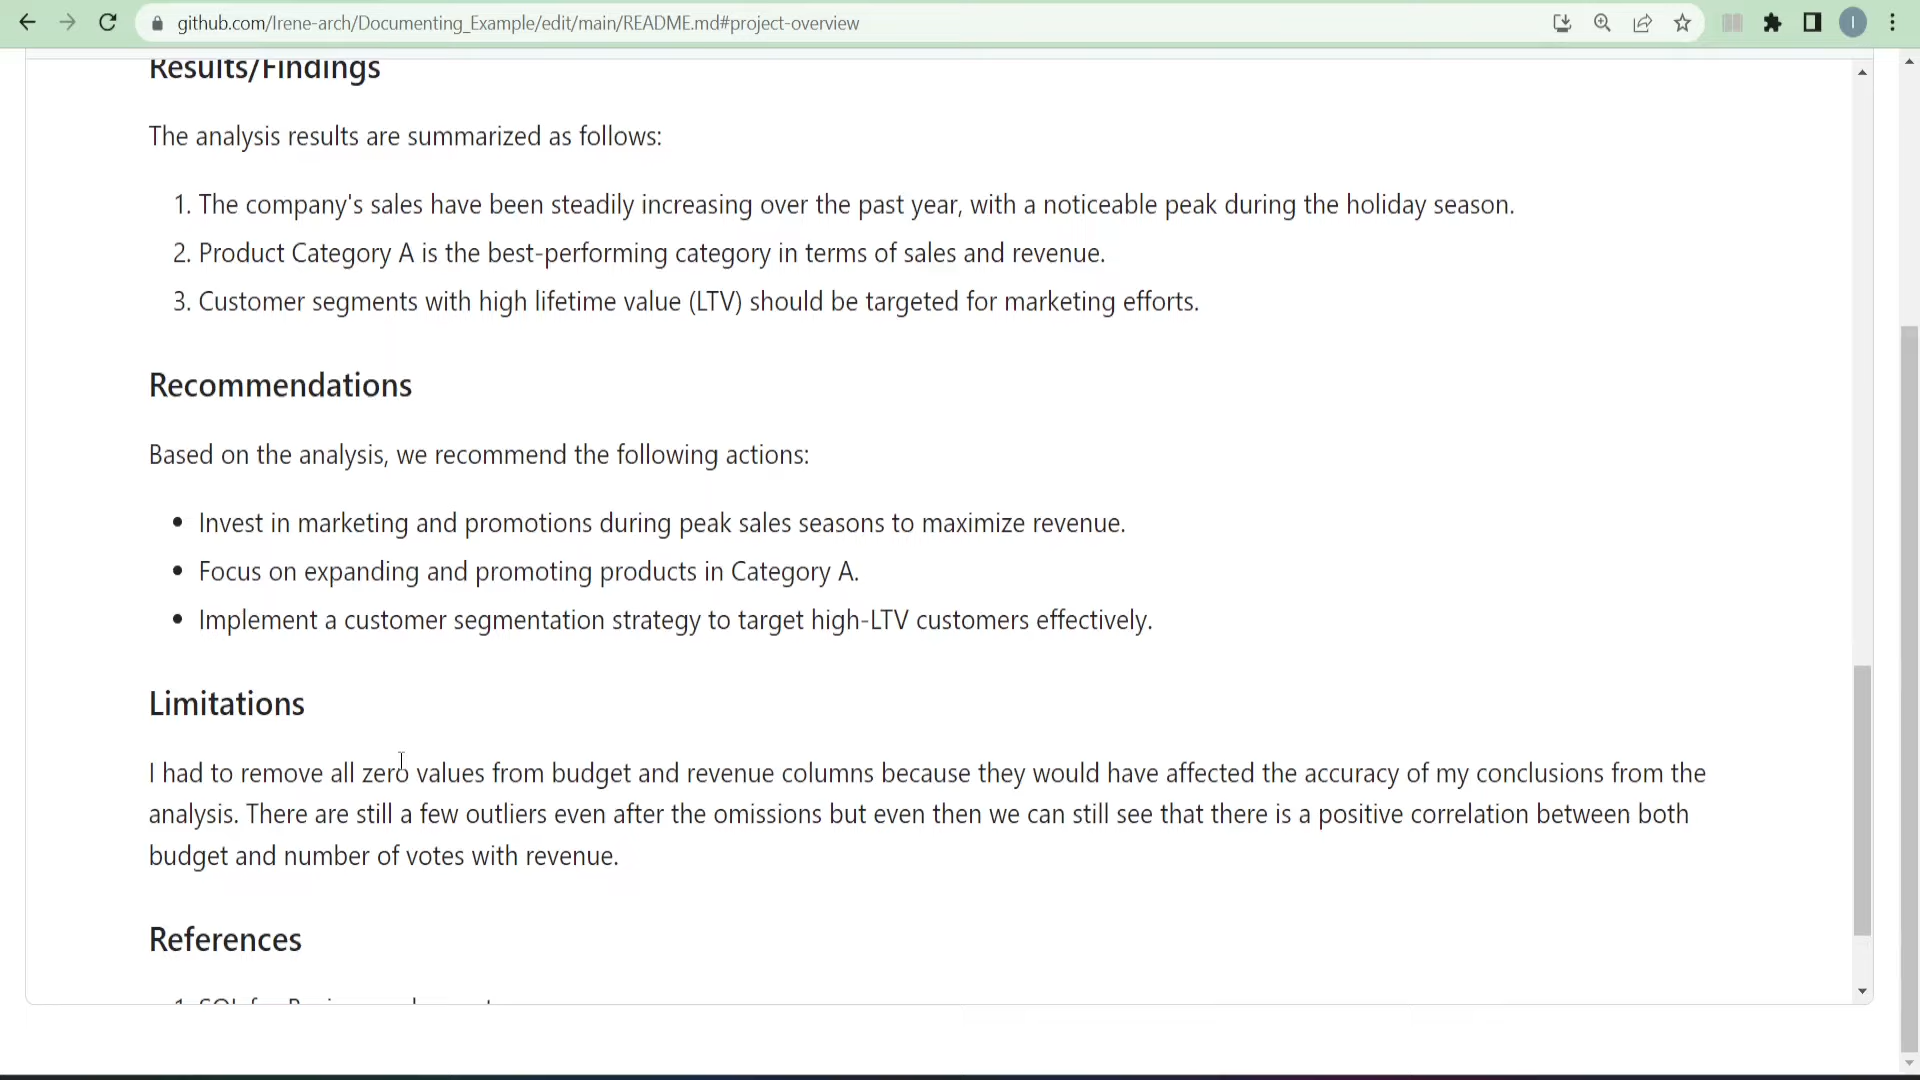 github.com/Irene-arch/Documenting_Example/edit/main/README.md#project-overview
I
Results/Findings
The analysis results are summarized as follows:
1. The company's sales have been steadily increasing over the past year, with a noticeable peak during the holiday season.
2. Product Category A is the best-performing category in terms of sales and revenue.
3. Customer segments with high lifetime value (LTV) should be targeted for marketing efforts.
Recommendations
Based on the analysis, we recommend the following actions:
• Invest in marketing and promotions during peak sales seasons to maximize revenue.
• Focus on expanding and promoting products in Category A.
• Implement a customer segmentation strategy to target high-LTV customers effectively.
Limitations
I had to remove all zero values from budget and revenue columns because they would have affected the accuracy of my conclusions from the
analysis. There are still a few outliers even after the omissions but even then we can still see that there is a positive correlation between both
budget and number of votes with revenue.
References
1. SQL for